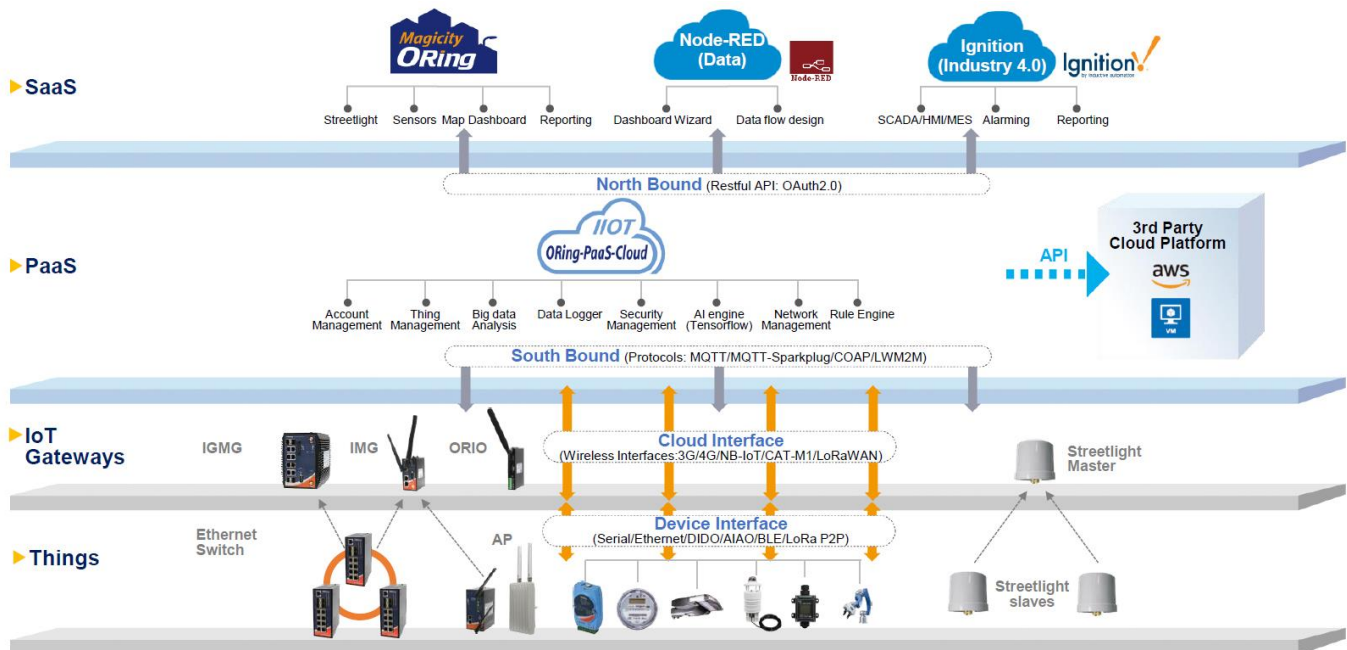 Magicity
ORing
Node-RED
(Data)
Node-RED
Ignition
(Industry 4.0)
Ignition!
by inductive automation
SaaS
Streetlight
Sensors
Map Dashboard
Reporting
Dashboard Wizard
Data flow design
SCADA/HMI/MES
Alarming
Reporting
North Bound (Restful API: OAuth2.0)
IIOT
ORing-PaaS-Cloud
3rd Party
Cloud Platform
API
aws
VM
PaaS
Account
Management
Thing
Management
Big data
Analysis
Data Logger
Security
Management
AI engine
(Tensorflow)
Network
Management
Rule Engine
South Bound (Protocols: MQTT/MQTT-Sparkplug/COAP/LWM2M)
IoT
Gateways
IGMG
IMG
ORIO
Cloud Interface
(Wireless Interfaces:3G/4G/NB-IoT/CAT-M1/LoRaWAN)
Streetlight
Master
Things
Ethernet
Switch
AP
Device Interface
(Serial/Ethernet/DIDO/AIAO/BLE/LoRa P2P)
Streetlight
slaves